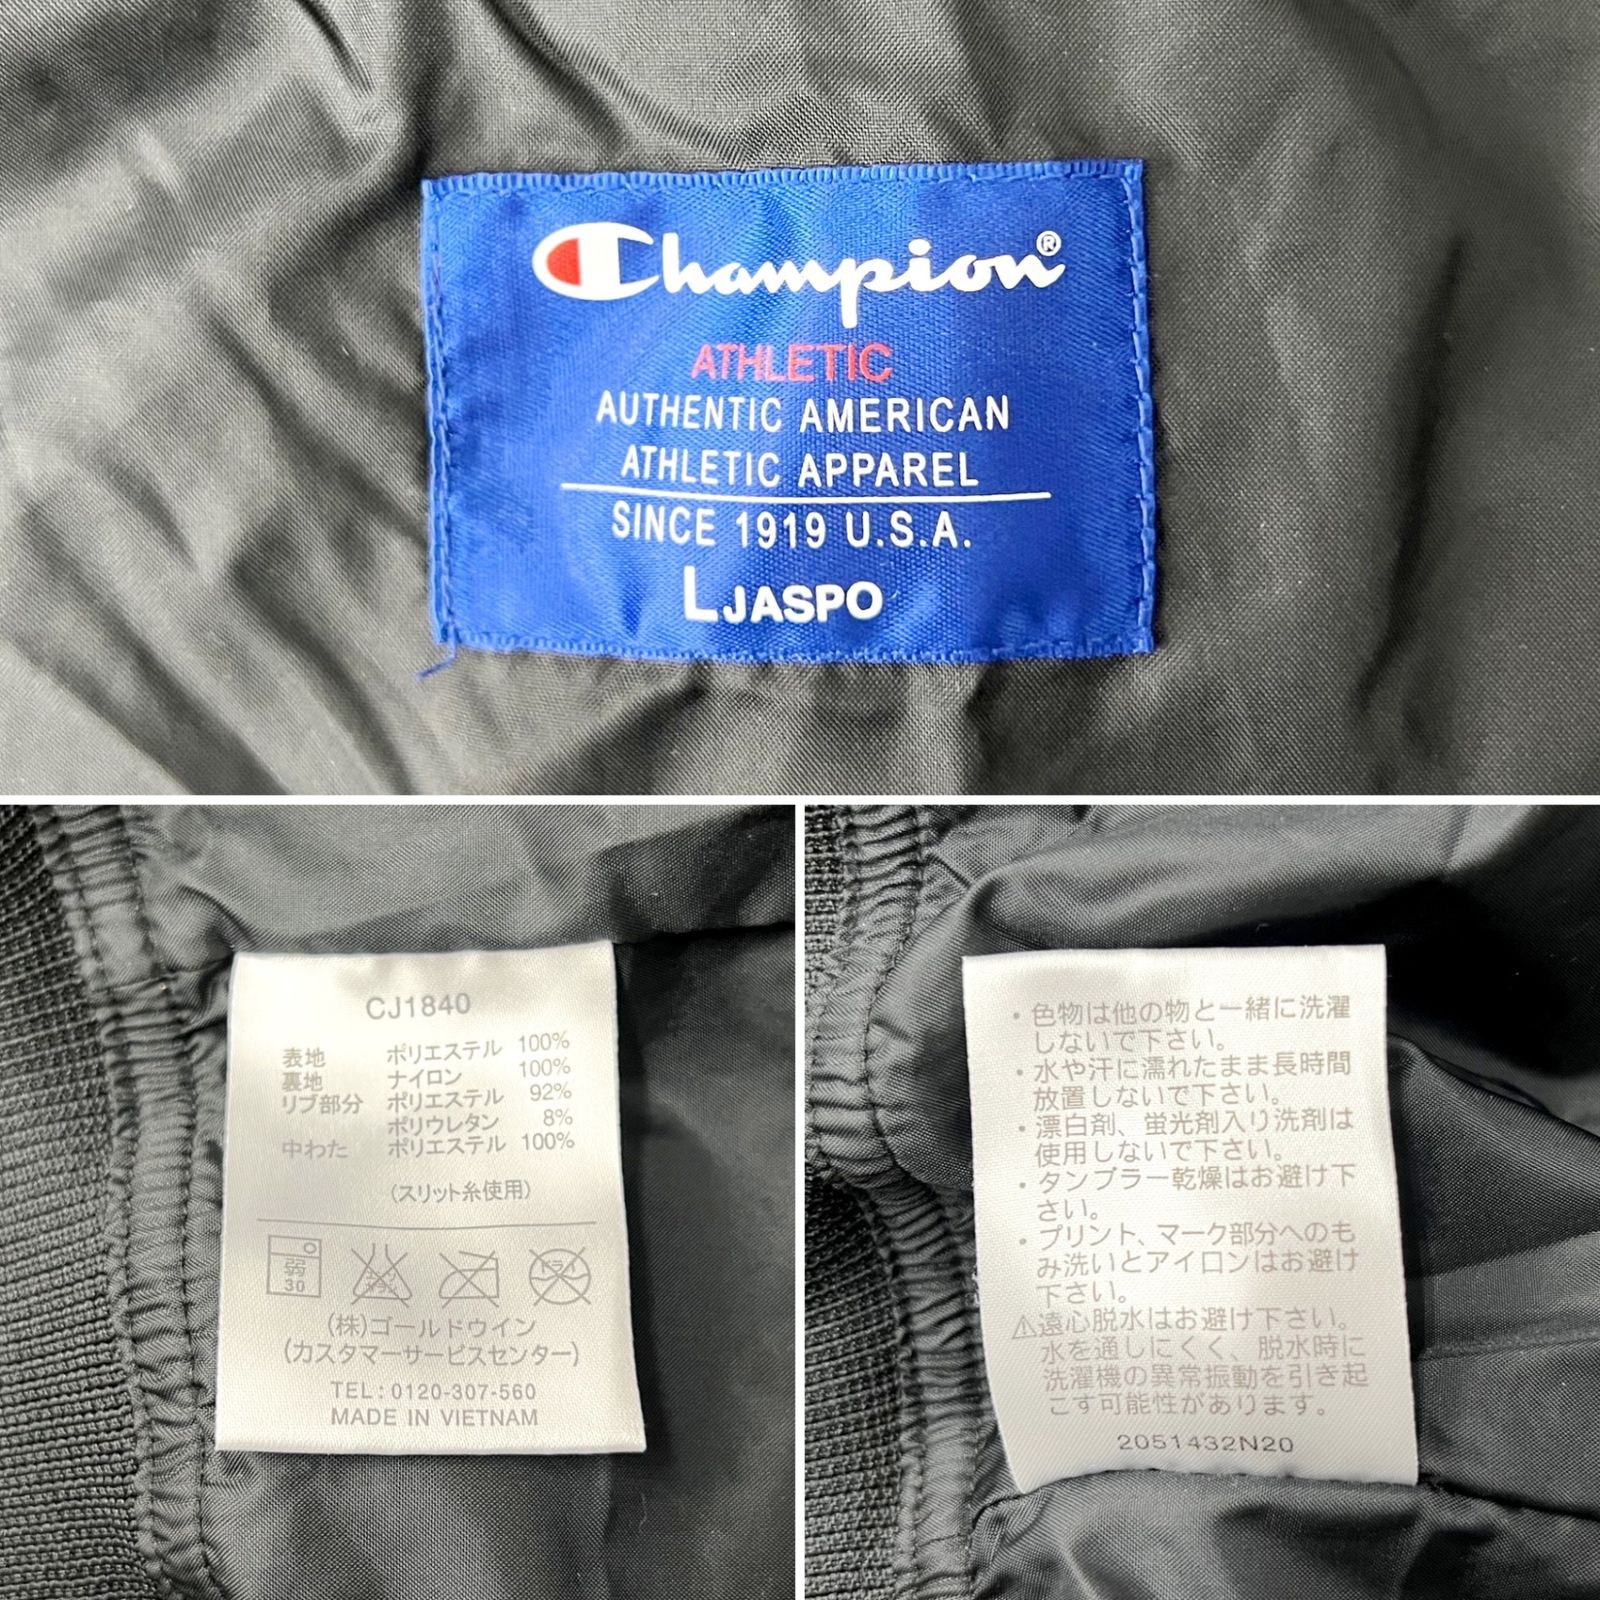 Champion®
ATHLETIC
AUTHENTIC AMERICAN
ATHLETIC APPAREL
SINCE 1919 U.S.A.
L JASPO
CJ1840
表地 ポリエステル 100%
裏地 ナイロン 100%
リブ部分 ポリエステル 92%
ポリウレタン 8%
中わた ポリエステル 100%
(スリット糸使用)
弱
30
エンソサラシ
ドライ
(株)ゴールドウイン
(カスタマーサービスセンター)
TEL:0120-307-560
MADE IN VIETNAM
・色物は他の物と一緒に洗濯
しないで下さい。
・水や汗に濡れたまま長時間
放置しないで下さい。
・漂白剤、蛍光剤入り洗剤は
使用しないで下さい。
・タンブラー乾燥はお避け下
さい。
・プリント、マーク部分へのも
み洗いとアイロンはお避け
下さい。
⚠遠心脱水はお避け下さい。
水を通しにくく、脱水時に
洗濯機の異常振動を引き起
こす可能性があります。
2051432N20